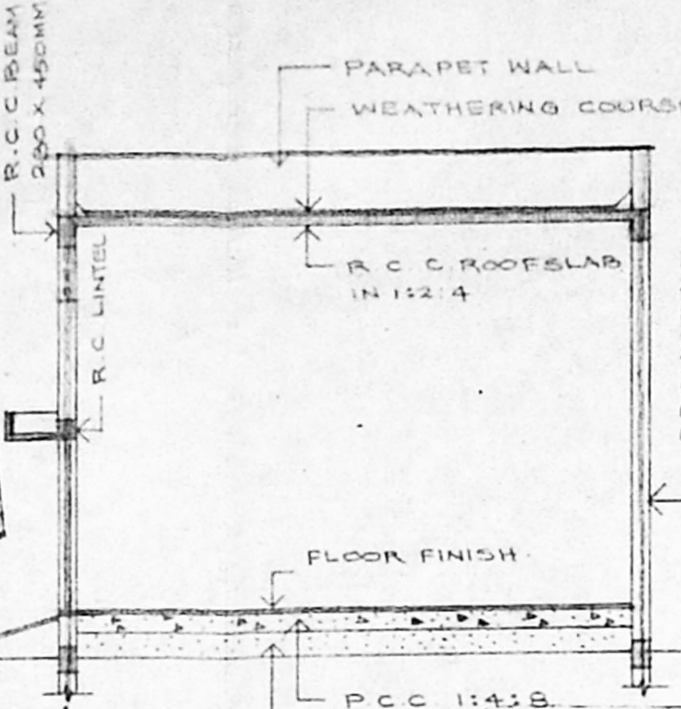 R.C.C BEAM
230 X 450MM
PARAPET WALL
WEATHERING COURS
R.C.C. ROOFSLAB
IN 1:2:4
R.C. LINTEL
FLOOR FINISH
P.C.C. 1:4:8